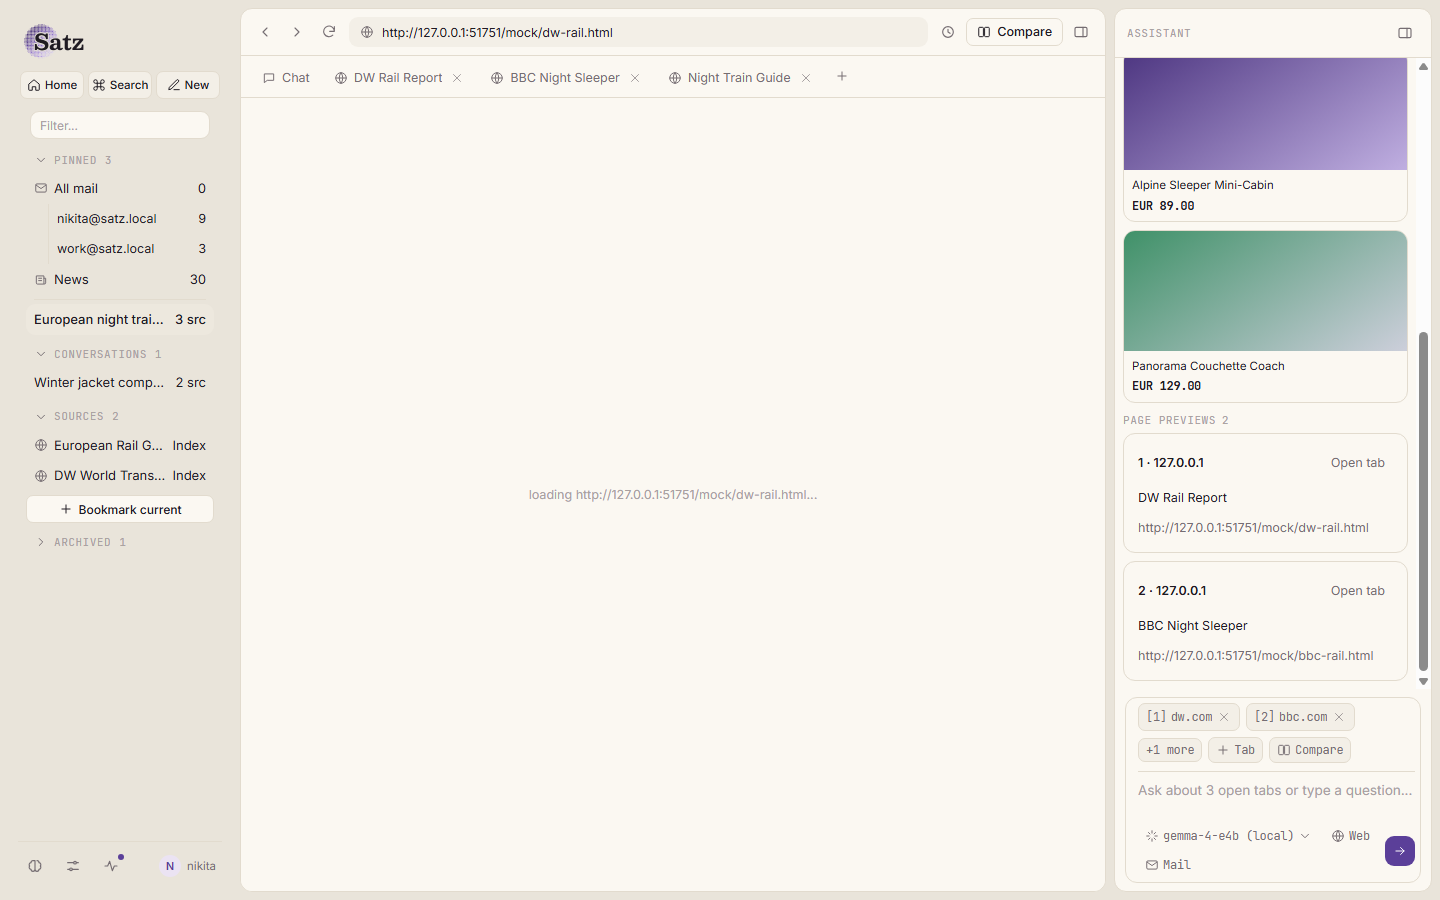 Satz
Home
Search
New
Filter...
PINNED 3
All mail 0
nikita@satz.local 9
work@satz.local 3
News 30
European night trai... 3 src
CONVERSATIONS 1
Winter jacket comp... 2 src
SOURCES 2
European Rail G... Index
DW World Trans... Index
Bookmark current
ARCHIVED 1
N nikita
http://127.0.0.1:51751/mock/dw-rail.html
Compare
Chat
DW Rail Report
BBC Night Sleeper
Night Train Guide
loading http://127.0.0.1:51751/mock/dw-rail.html...
ASSISTANT
Alpine Sleeper Mini-Cabin
EUR 89.00
Panorama Couchette Coach
EUR 129.00
PAGE PREVIEWS 2
1 · 127.0.0.1 Open tab
DW Rail Report
http://127.0.0.1:51751/mock/dw-rail.html
2 · 127.0.0.1 Open tab
BBC Night Sleeper
http://127.0.0.1:51751/mock/bbc-rail.html
[1] dw.com [2] bbc.com
+1 more Tab Compare
Ask about 3 open tabs or type a question...
gemma-4-e4b (local) Web
Mail